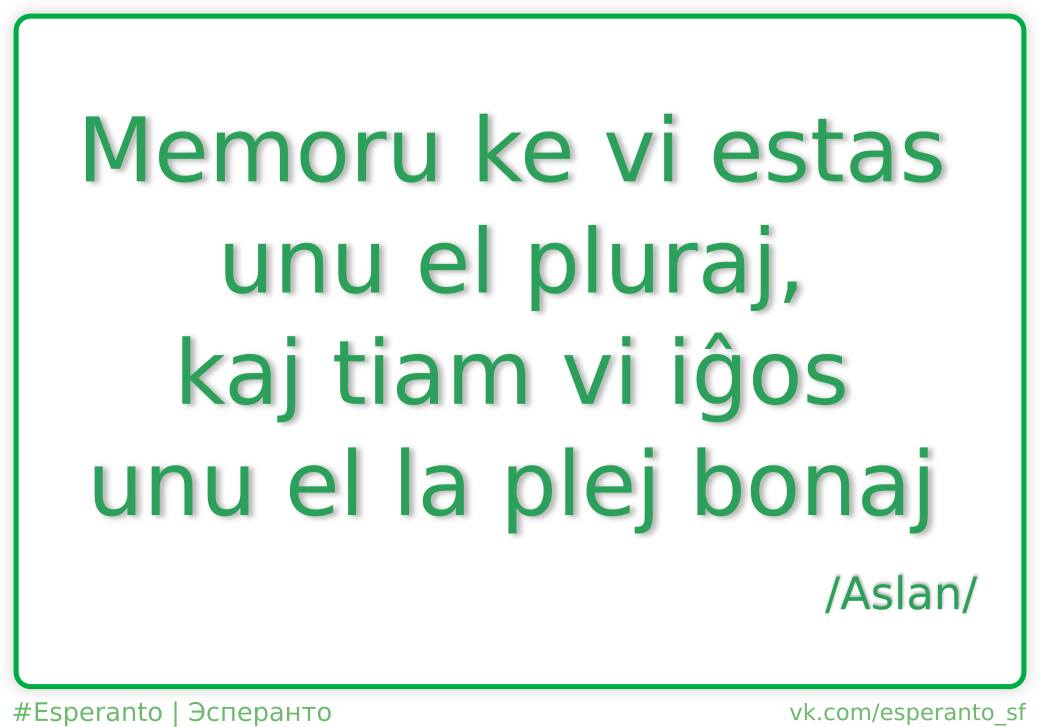 Memoru ke vi estas
unu el pluraj,
kaj tiam vi iĝos
unu el la plej bonaj
/Aslan/
#Esperanto | Эсперанто
vk.com/esperanto_sf